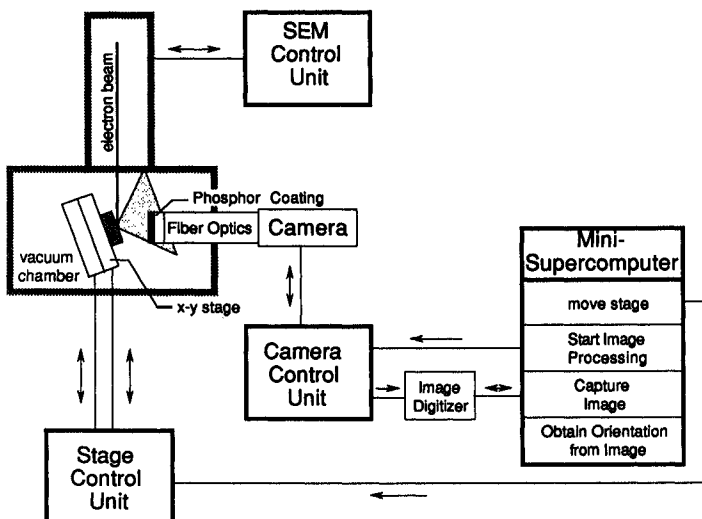 SEM
Control
Unit
electron beam
Phosphor Coating
Fiber Optics
Camera
vacuum
chamber
x-y stage
Mini-
Supercomputer
move stage
Start Image
Processing
Capture
Image
Obtain Orientation
from Image
Camera
Control
Unit
Image
Digitizer
Stage
Control
Unit